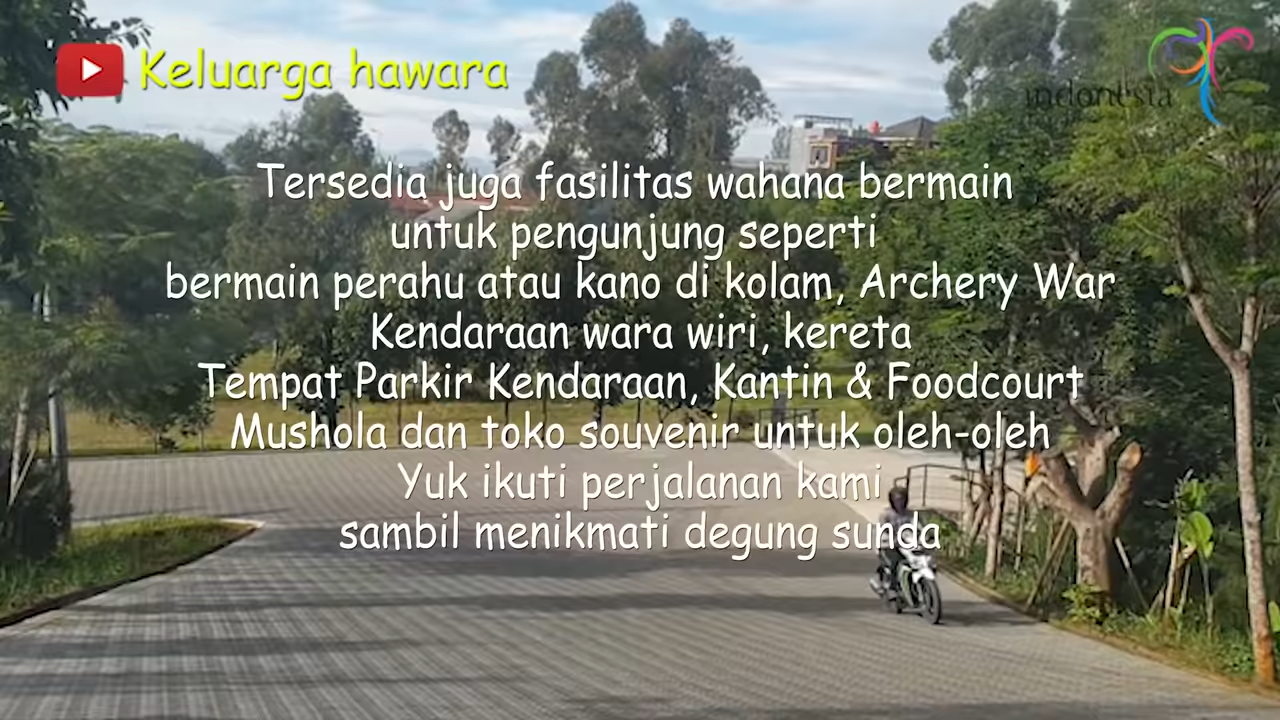 Keluarga hawara
indonesia
Tersedia juga fasilitas wahana bermain
untuk pengunjung seperti
bermain perahu atau kano di kolam, Archery War
Kendaraan wara wiri, kereta
Tempat Parkir Kendaraan, Kantin & Foodcourt
Mushola dan toko souvenir untuk oleh-oleh
Yuk ikuti perjalanan kami
sambil menikmati degung sunda